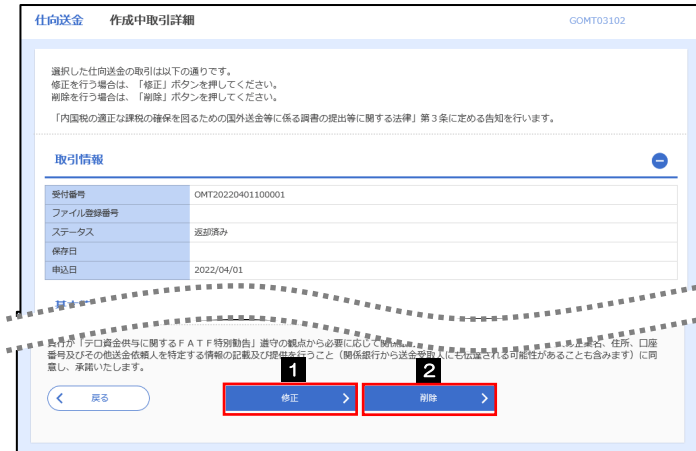 仕向送金 作成中取引詳細 GOMT03102
選択した仕向送金の取引は以下の通りです。
修正を行う場合は、「修正」ボタンを押してください。
削除を行う場合は、「削除」ボタンを押してください。
「内国税の適正な課税の確保を図るための国外送金等に係る調書の提出等に関する法律」第3条に定める告知を行います。
取引情報
受付番号 OMT20220401100001
ファイル登録番号
ステータス 返却済み
保存日
申込日 2022/04/01
「テロ資金供与に関するFATF特別勧告」遵守の観点から必要に応じて 住所、口座
番号及びその他送金依頼人を特定する情報の記載及び提供を行うこと（関係銀行から送金受取人にも伝達される可能性があることも含みます）に同
意し、承諾いたします。
1 2
戻る 修正 削除